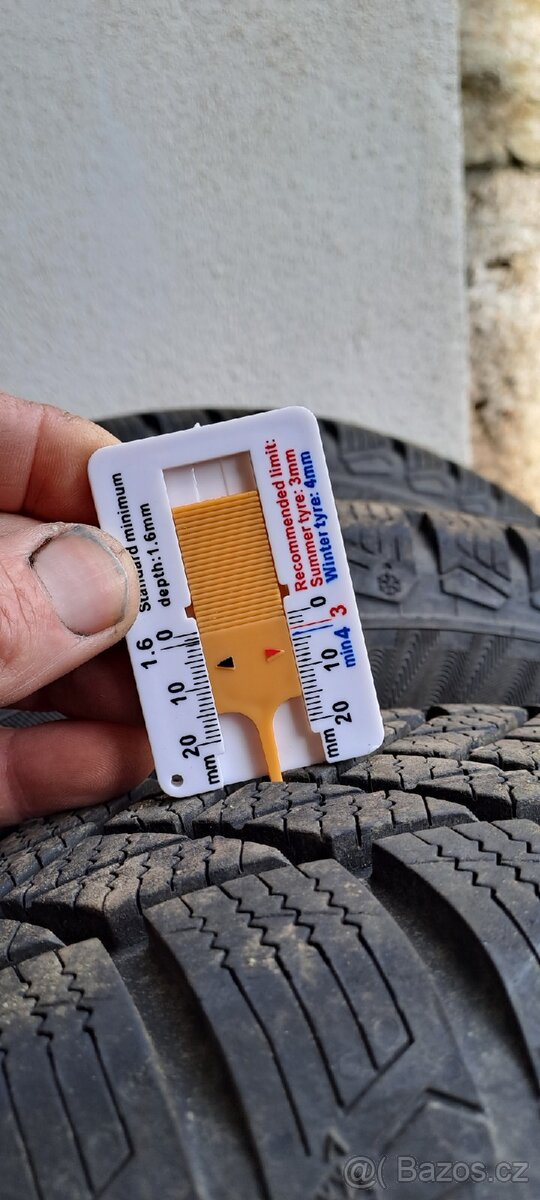 Standard minimum
depth:1.6mm
Recommended limit:
Summer tyre: 3mm
Winter tyre: 4mm
1.6
0
10
20
mm
0
3
min4
10
20
mm
@( Bazos.cz